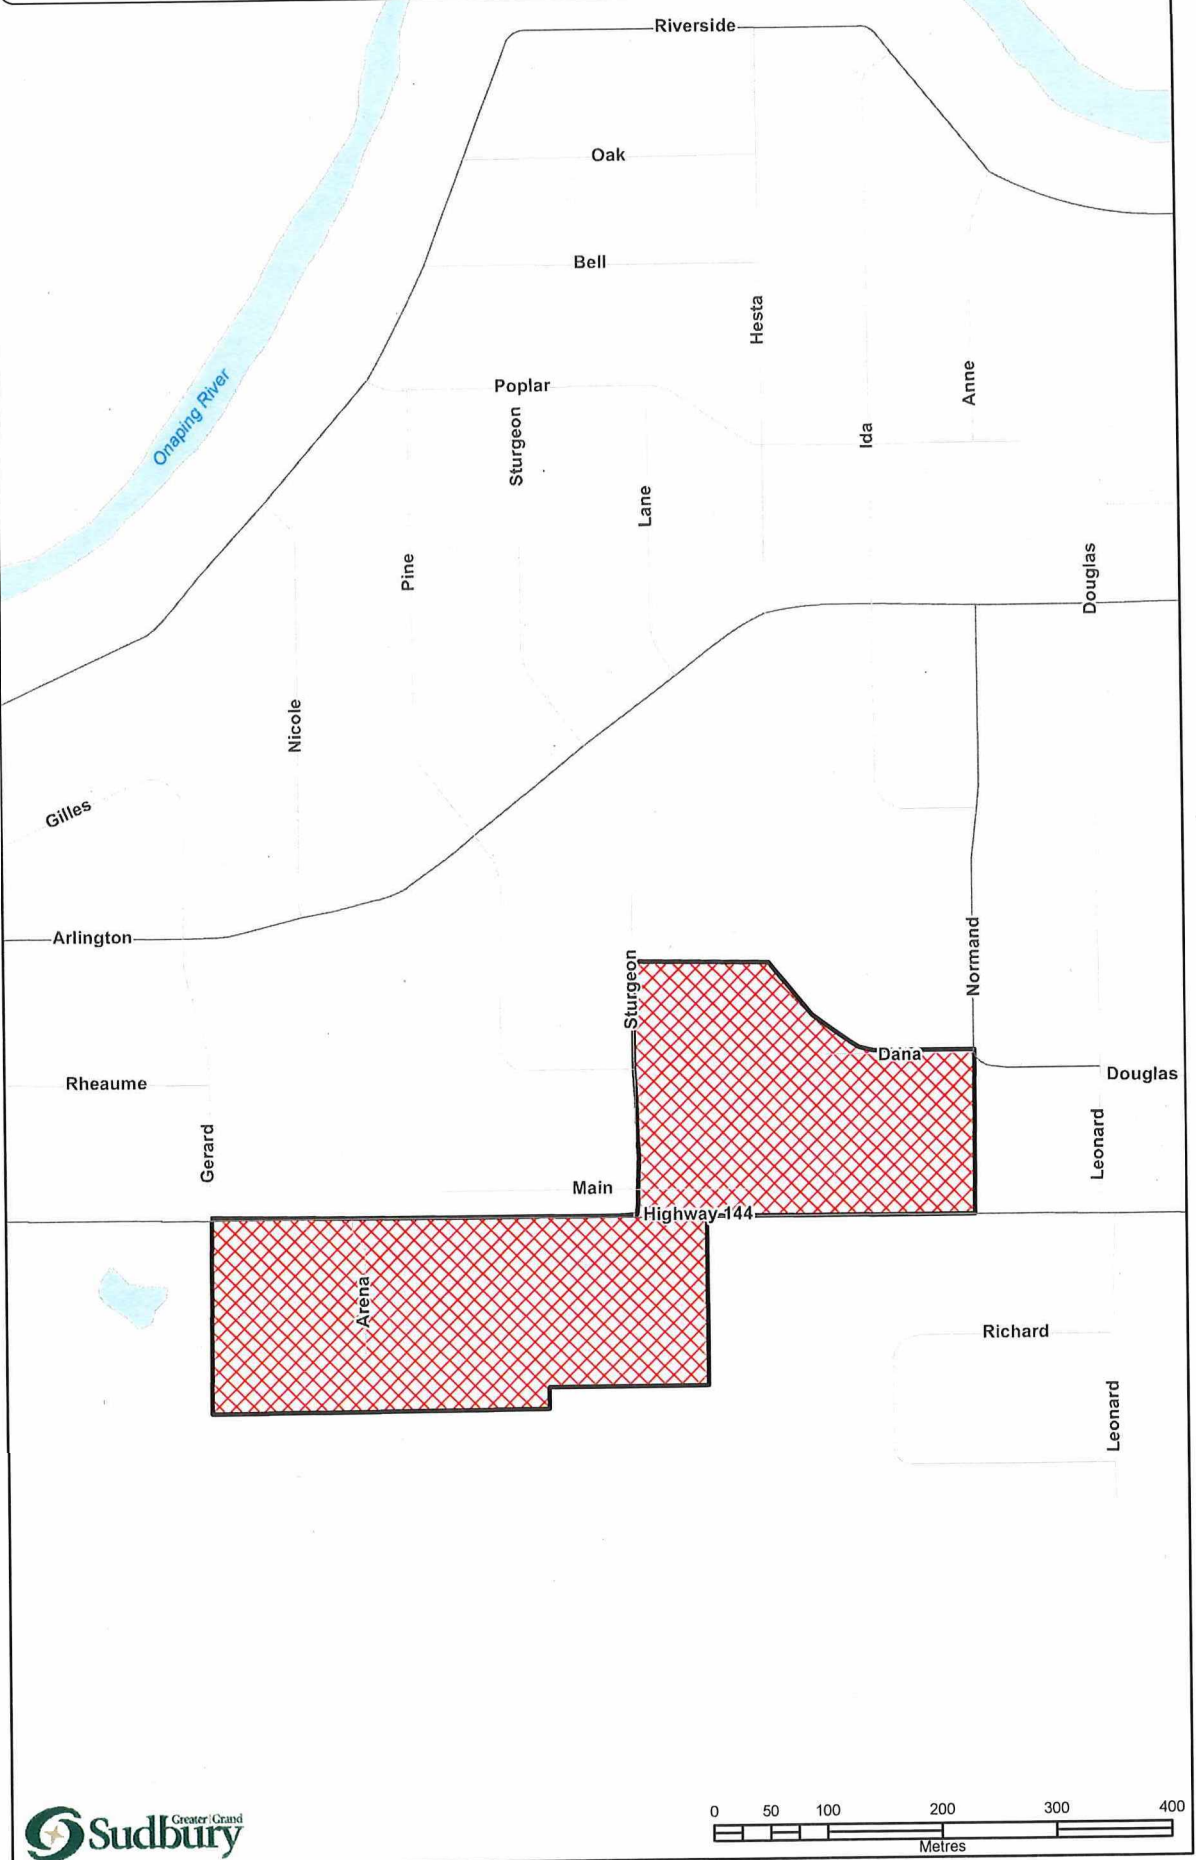 Riverside
Oak
Bell
Hesta
Anne
Poplar
Onaping River
Sturgeon
Ida
Lane
Pine
Douglas
Nicole
Gilles
Arlington
Normand
Sturgeon
Dana
Rheaume
Douglas
Gerard
Leonard
Main
Highway 144
Arena
Richard
Leonard
Greater | Grand
Sudbury
0 50 100 200 300 400
Metres